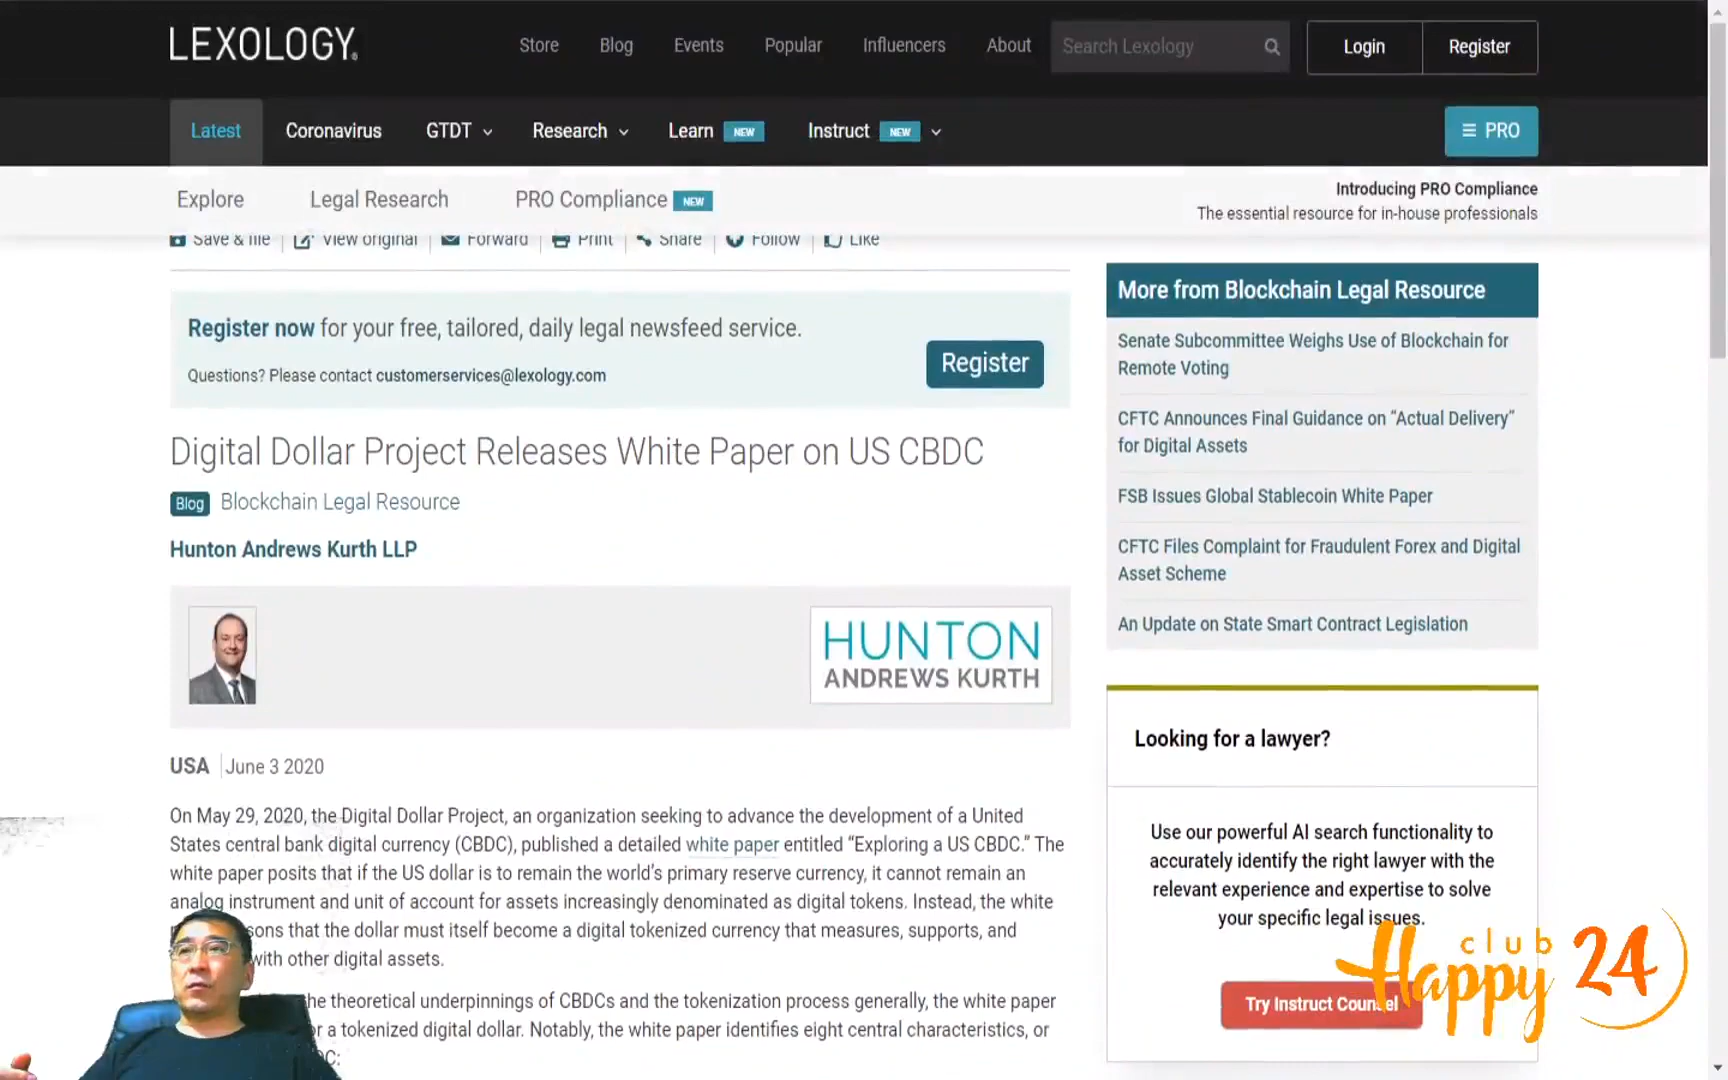 LEXOLOGY.
Store Blog Events Popular Influencers About Search Lexology Login Register
Latest Coronavirus GTDT Research Learn NEW Instruct NEW PRO
Explore Legal Research PRO Compliance NEW
Introducing PRO Compliance
The essential resource for in-house professionals
Save & file View original Forward Print Share Follow Like
Register now for your free, tailored, daily legal newsfeed service.
Questions? Please contact customerservices@lexology.com
Register
Digital Dollar Project Releases White Paper on US CBDC
Blog Blockchain Legal Resource
Hunton Andrews Kurth LLP
HUNTON
ANDREWS KURTH
USA June 3 2020
On May 29, 2020, the Digital Dollar Project, an organization seeking to advance the development of a United
States central bank digital currency (CBDC), published a detailed white paper entitled “Exploring a US CBDC.” The
white paper posits that if the US dollar is to remain the world’s primary reserve currency, it cannot remain an
analog instrument and unit of account for assets increasingly denominated as digital tokens. Instead, the white
sons that the dollar must itself become a digital tokenized currency that measures, supports, and
with other digital assets.
he theoretical underpinnings of CBDCs and the tokenization process generally, the white paper
or a tokenized digital dollar. Notably, the white paper identifies eight central characteristics, or
DC:
More from Blockchain Legal Resource
Senate Subcommittee Weighs Use of Blockchain for
Remote Voting
CFTC Announces Final Guidance on “Actual Delivery”
for Digital Assets
FSB Issues Global Stablecoin White Paper
CFTC Files Complaint for Fraudulent Forex and Digital
Asset Scheme
An Update on State Smart Contract Legislation
Looking for a lawyer?
Use our powerful AI search functionality to
accurately identify the right lawyer with the
relevant experience and expertise to solve
your specific legal issues.
Try Instruct Counsel
club
Happy 24